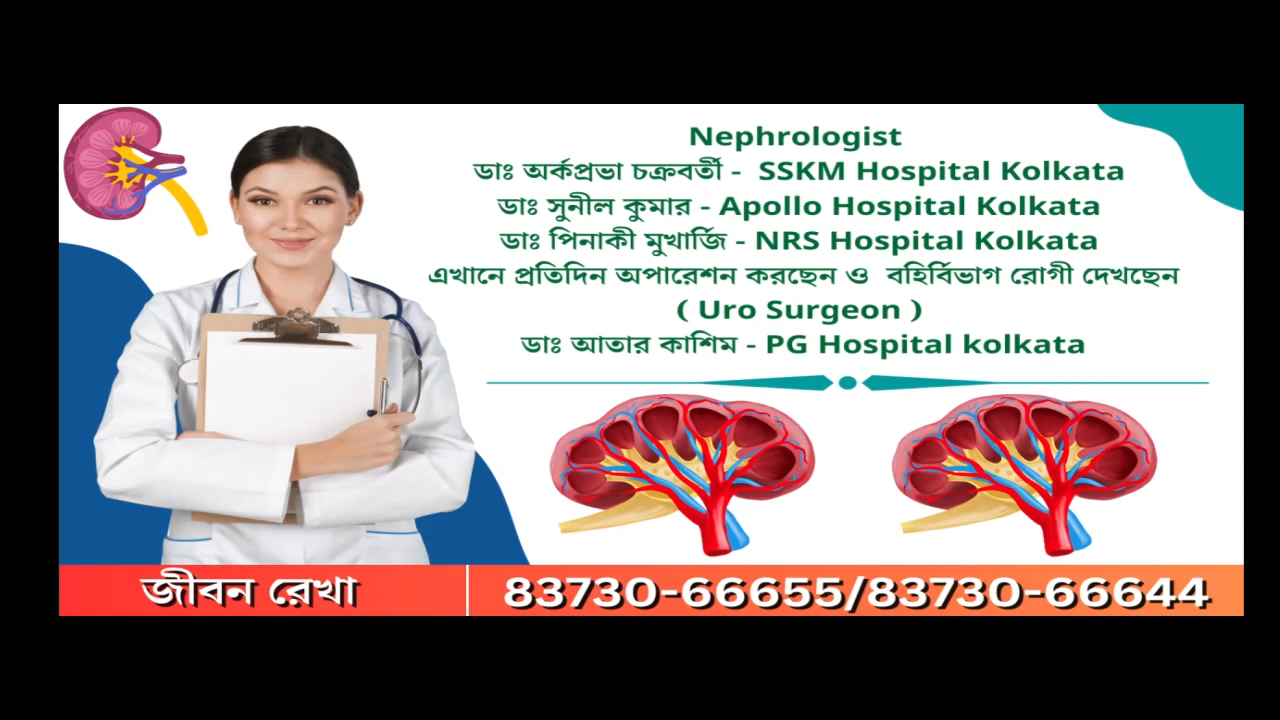 Nephrologist
ডাঃ অর্কপ্রভা চক্রবর্তী - SSKM Hospital Kolkata
ডাঃ সুনীল কুমার - Apollo Hospital Kolkata
ডাঃ পিনাকী মুখার্জি - NRS Hospital Kolkata
এখানে প্রতিদিন অপারেশন করছেন ও বহির্বিভাগ রোগী দেখছেন
( Uro Surgeon )
ডাঃ আতার কাশিম - PG Hospital kolkata
জীবন রেখা
83730-66655/83730-66644